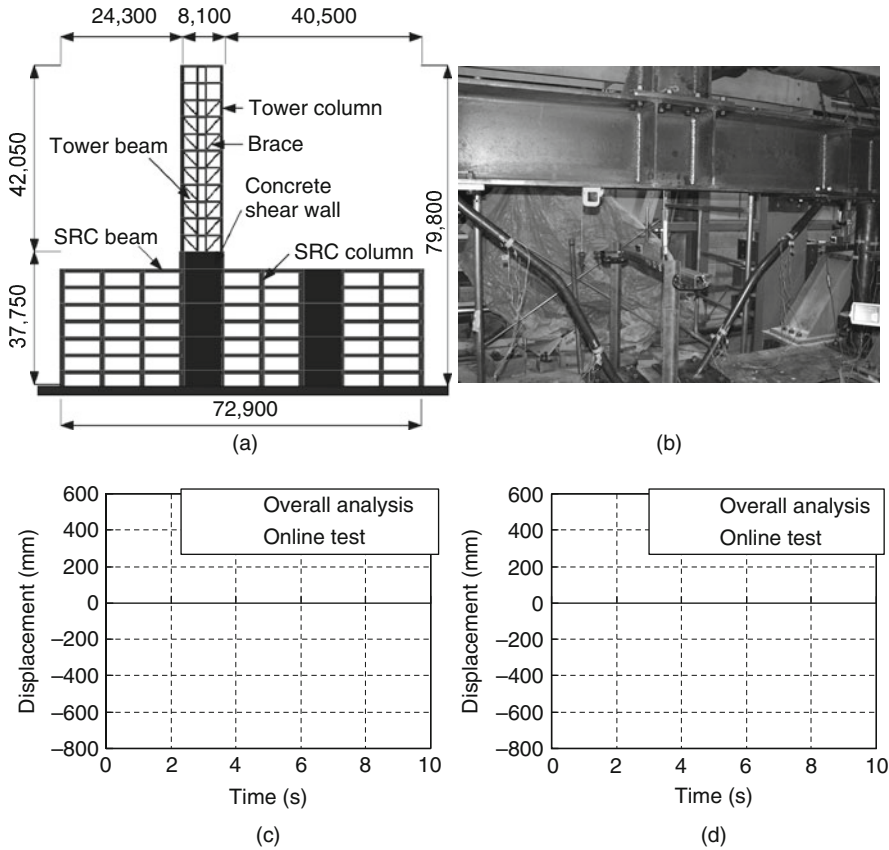 24,300 8,100 40,500
42,050
37,750
79,800
Tower column
Tower beam
Brace
Concrete
shear wall
SRC beam
SRC column
72,900
(a)
(b)
600
400
200
0
−200
−400
−600
−800
Displacement (mm)
Overall analysis
Online test
0 2 4 6 8 10
Time (s)
(c)
600
400
200
0
−200
−400
−600
−800
Displacement (mm)
Overall analysis
Online test
0 2 4 6 8 10
Time (s)
(d)